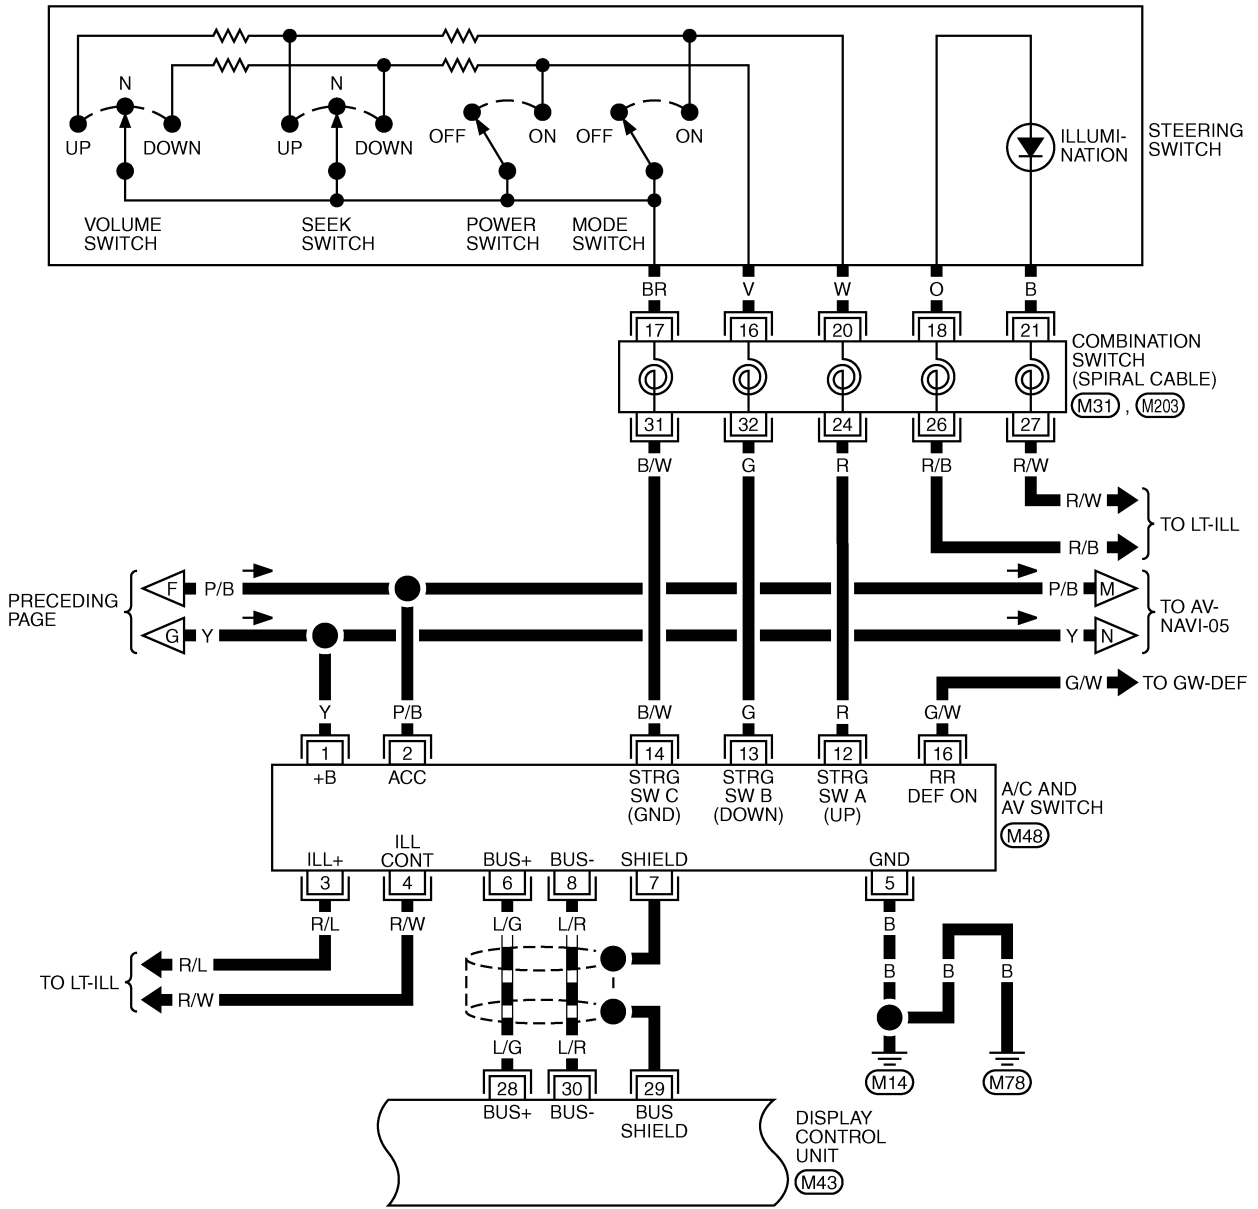 N
N
UP
DOWN
UP
DOWN
OFF
ON
OFF
ON
ILLUMI-
NATION
STEERING
SWITCH
VOLUME
SWITCH
SEEK
SWITCH
POWER
SWITCH
MODE
SWITCH
BR
V
W
O
B
17
16
20
18
21
COMBINATION
SWITCH
(SPIRAL CABLE)
M31 , M203
31
32
24
26
27
B/W
G
R
R/B
R/W
R/W
R/B
TO LT-ILL
PRECEDING
PAGE
F
P/B
P/B
M
G
Y
Y
N
TO AV-
NAVI-05
G/W
TO GW-DEF
Y
P/B
B/W
G
R
G/W
1
2
14
13
12
16
+B
ACC
STRG
SW C
(GND)
STRG
SW B
(DOWN)
STRG
SW A
(UP)
RR
DEF ON
A/C AND
AV SWITCH
M48
ILL+
ILL
CONT
BUS+
BUS-
SHIELD
GND
3
4
6
8
7
5
R/L
R/W
L/G
L/R
B
TO LT-ILL
R/L
R/W
B
B
B
L/G
L/R
28
30
29
M14
M78
BUS+
BUS-
BUS
SHIELD
DISPLAY
CONTROL
UNIT
M43